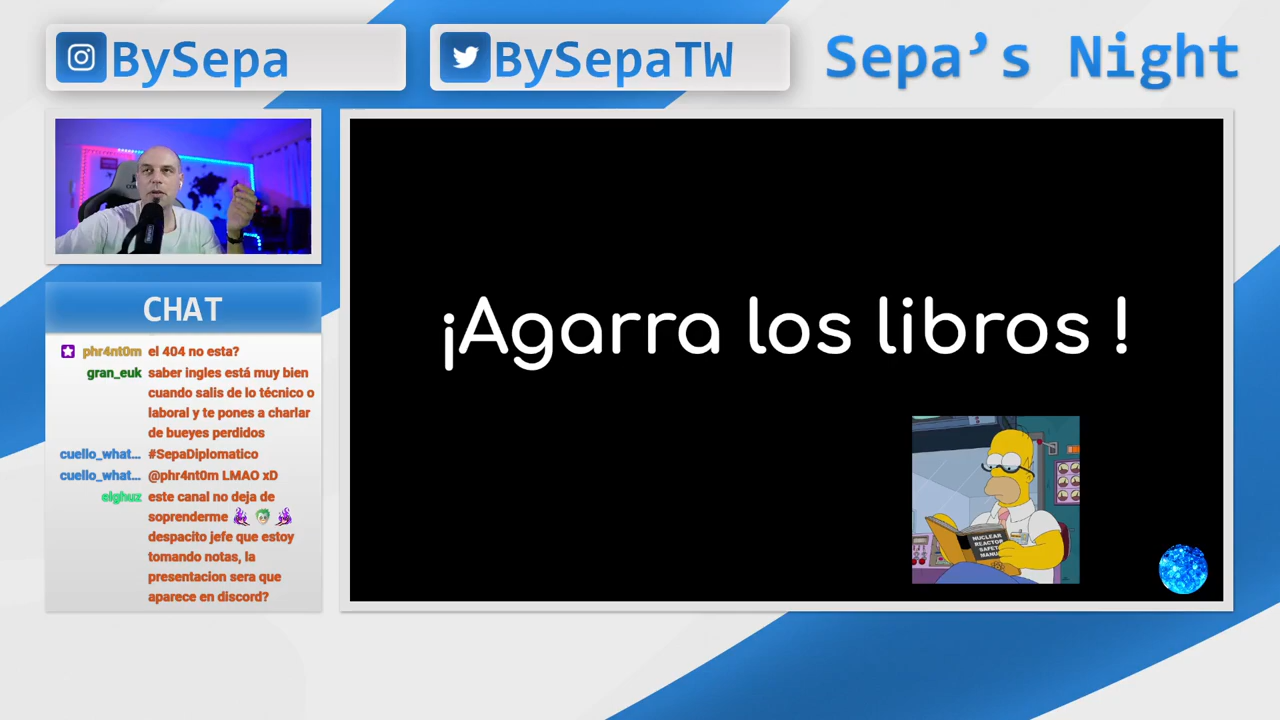 BySepa
BySepaTW
Sepa’s Night
¡Agarra los libros !
NUCLEAR
REACTOR
SAFETY
CHAT
phr4nt0m el 404 no esta?
gran_euk saber ingles está muy bien
cuando salis de lo técnico o
laboral y te pones a charlar
de bueyes perdidos
cuello_what... #SepaDiplomatico
cuello_what... @phr4nt0m LMAO xD
elghuz este canal no deja de
soprenderme
despacito jefe que estoy
tomando notas, la
presentacion sera que
aparece en discord?